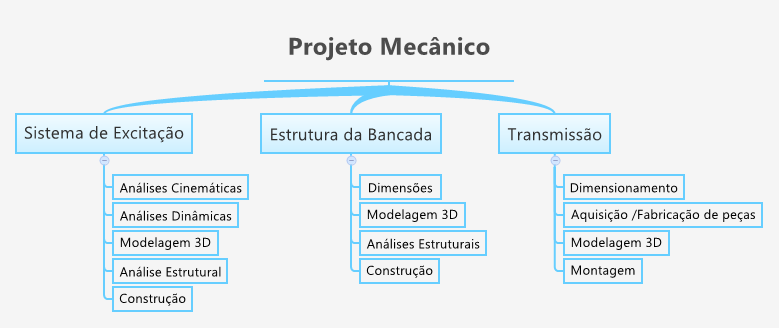 Projeto Mecânico
Sistema de Excitação
Análises Cinemáticas
Análises Dinâmicas
Modelagem 3D
Análise Estrutural
Construção
Estrutura da Bancada
Dimensões
Modelagem 3D
Análises Estruturais
Construção
Transmissão
Dimensionamento
Aquisição /Fabricação de peças
Modelagem 3D
Montagem